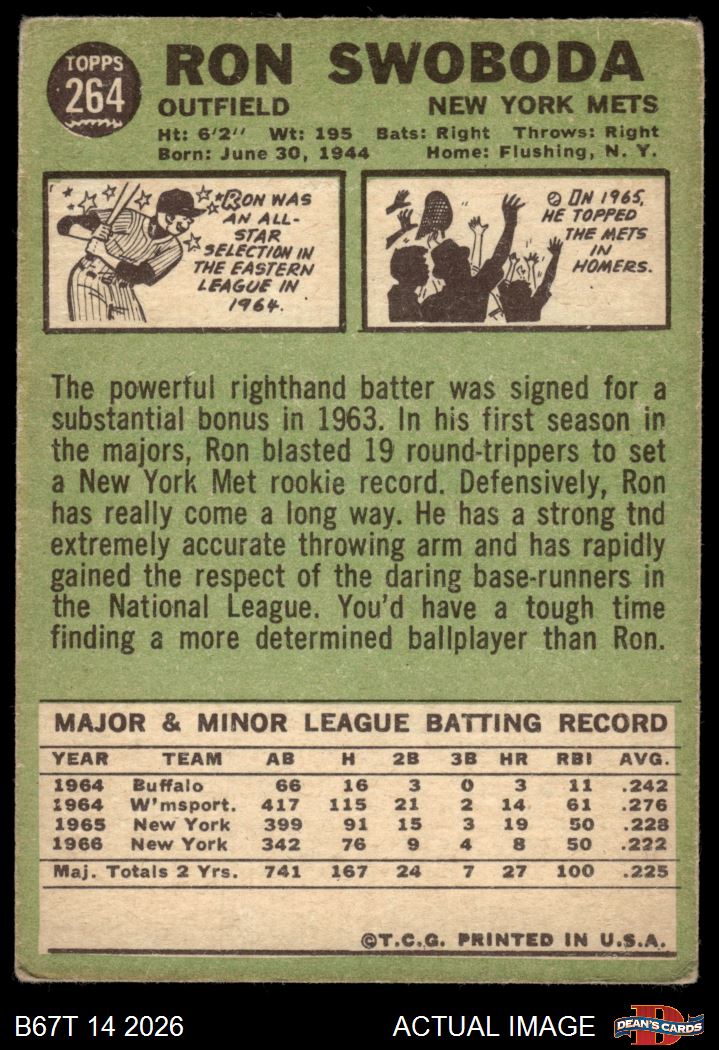 TOPPS
264
RON SWOBODA
OUTFIELD NEW YORK METS
Ht: 6'2" Wt: 195 Bats: Right Throws: Right
Born: June 30, 1944 Home: Flushing, N. Y.
RON WAS
AN ALL-
STAR
SELECTION IN
THE EASTERN
LEAGUE IN
1964.
IN 1965,
HE TOPPED
THE METS
IN
HOMERS.
The powerful righthand batter was signed for a
substantial bonus in 1963. In his first season in
the majors, Ron blasted 19 round-trippers to set
a New York Met rookie record. Defensively, Ron
has really come a long way. He has a strong tnd
extremely accurate throwing arm and has rapidly
gained the respect of the daring base-runners in
the National League. You'd have a tough time
finding a more determined ballplayer than Ron.
MAJOR & MINOR LEAGUE BATTING RECORD
YEAR TEAM AB H 2B 3B HR RBI AVG.
1964 Buffalo 66 16 3 0 3 11 .242
1964 W'msport. 417 115 21 2 14 61 .276
1965 New York 399 91 15 3 19 50 .228
1966 New York 342 76 9 4 8 50 .222
Maj. Totals 2 Yrs. 741 167 24 7 27 100 .225
©T.C.G. PRINTED IN U.S.A.
B67T 14 2026 ACTUAL IMAGE D DEAN'S CARDS